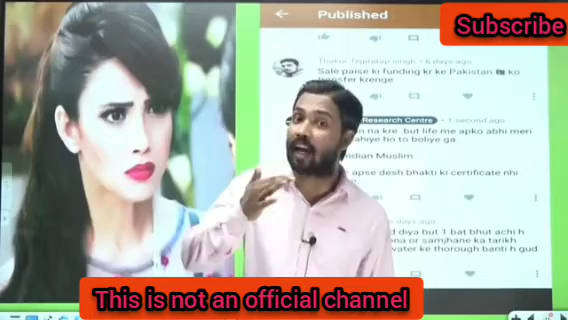 Published
Subscribe
Thakur Tejpratap singh • 6 days ago
Sale paise ki funding kr ke Pakistan ko
transfer krenge
Research Centre • 1 second ago
na kre but life me apko abhi meri
ahiye ho to boliye ga
ndian Muslim
apse desh bhakti ki certificate nhi
days ago
d diya but 1 bat bhut achi h
ona or samjhane ka tarikh
vater ke thorough banti h gud
This is not an official channel